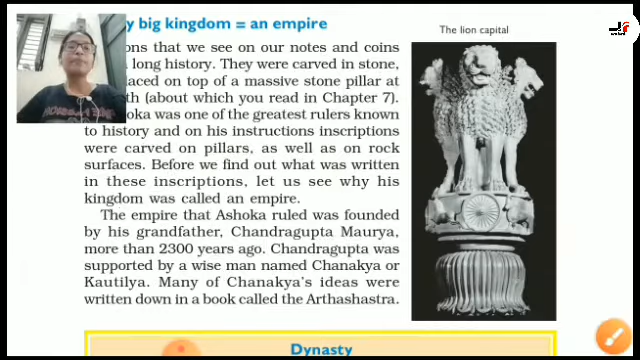 y big kingdom = an empire
The lion capital
ons that we see on our notes and coins
long history. They were carved in stone,
laced on top of a massive stone pillar at
th (about which you read in Chapter 7).
oka was one of the greatest rulers known
to history and on his instructions inscriptions
were carved on pillars, as well as on rock
surfaces. Before we find out what was written
in these inscriptions, let us see why his
kingdom was called an empire.
The empire that Ashoka ruled was founded
by his grandfather, Chandragupta Maurya,
more than 2300 years ago. Chandragupta was
supported by a wise man named Chanakya or
Kautilya. Many of Chanakya's ideas were
written down in a book called the Arthashastra.
Dynasty